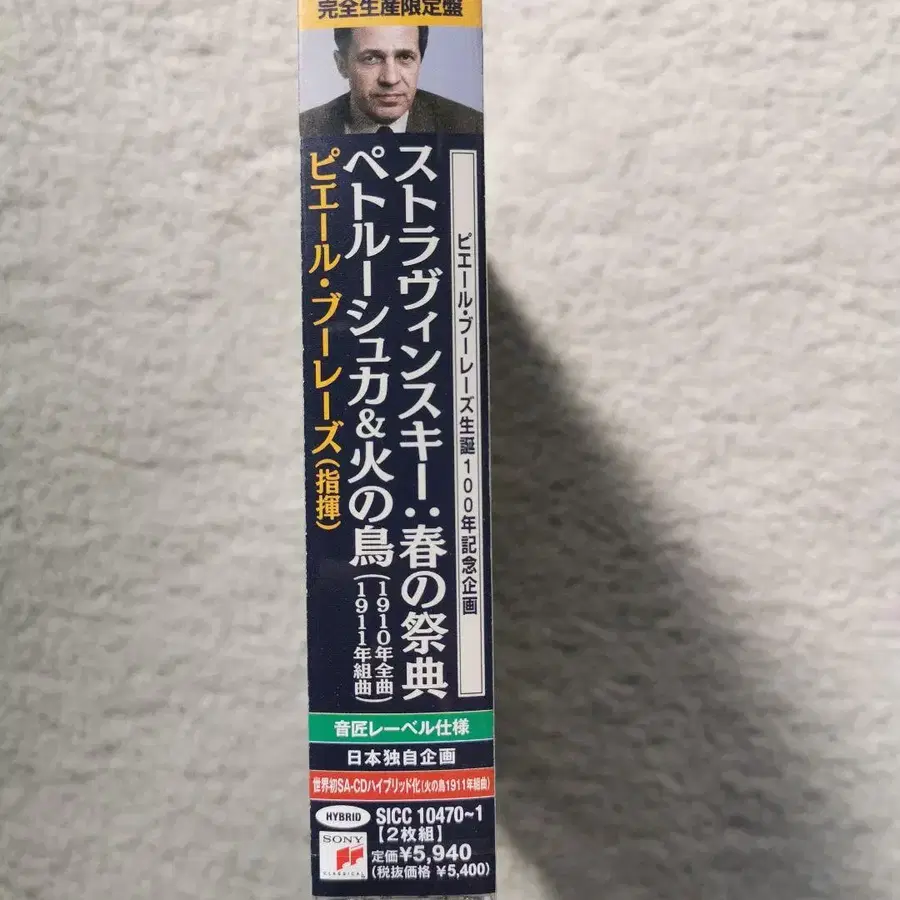 完全生産限定盤
ピエール・ブーレーズ生誕100年記念企画
ストラヴィンスキー:春の祭典
ペトルーシュカ&火の鳥(1910年全曲)
(1911年組曲)
ピエール・ブーレーズ(指揮)
音匠レーベル仕様
日本独自企画
世界初SA-CDハイブリッド化(火の鳥1911年組曲)
HYBRID SICC 10470~1
【2枚組】
SONY
CLASSICAL
定価¥5,940
(税抜価格 ¥5,400)